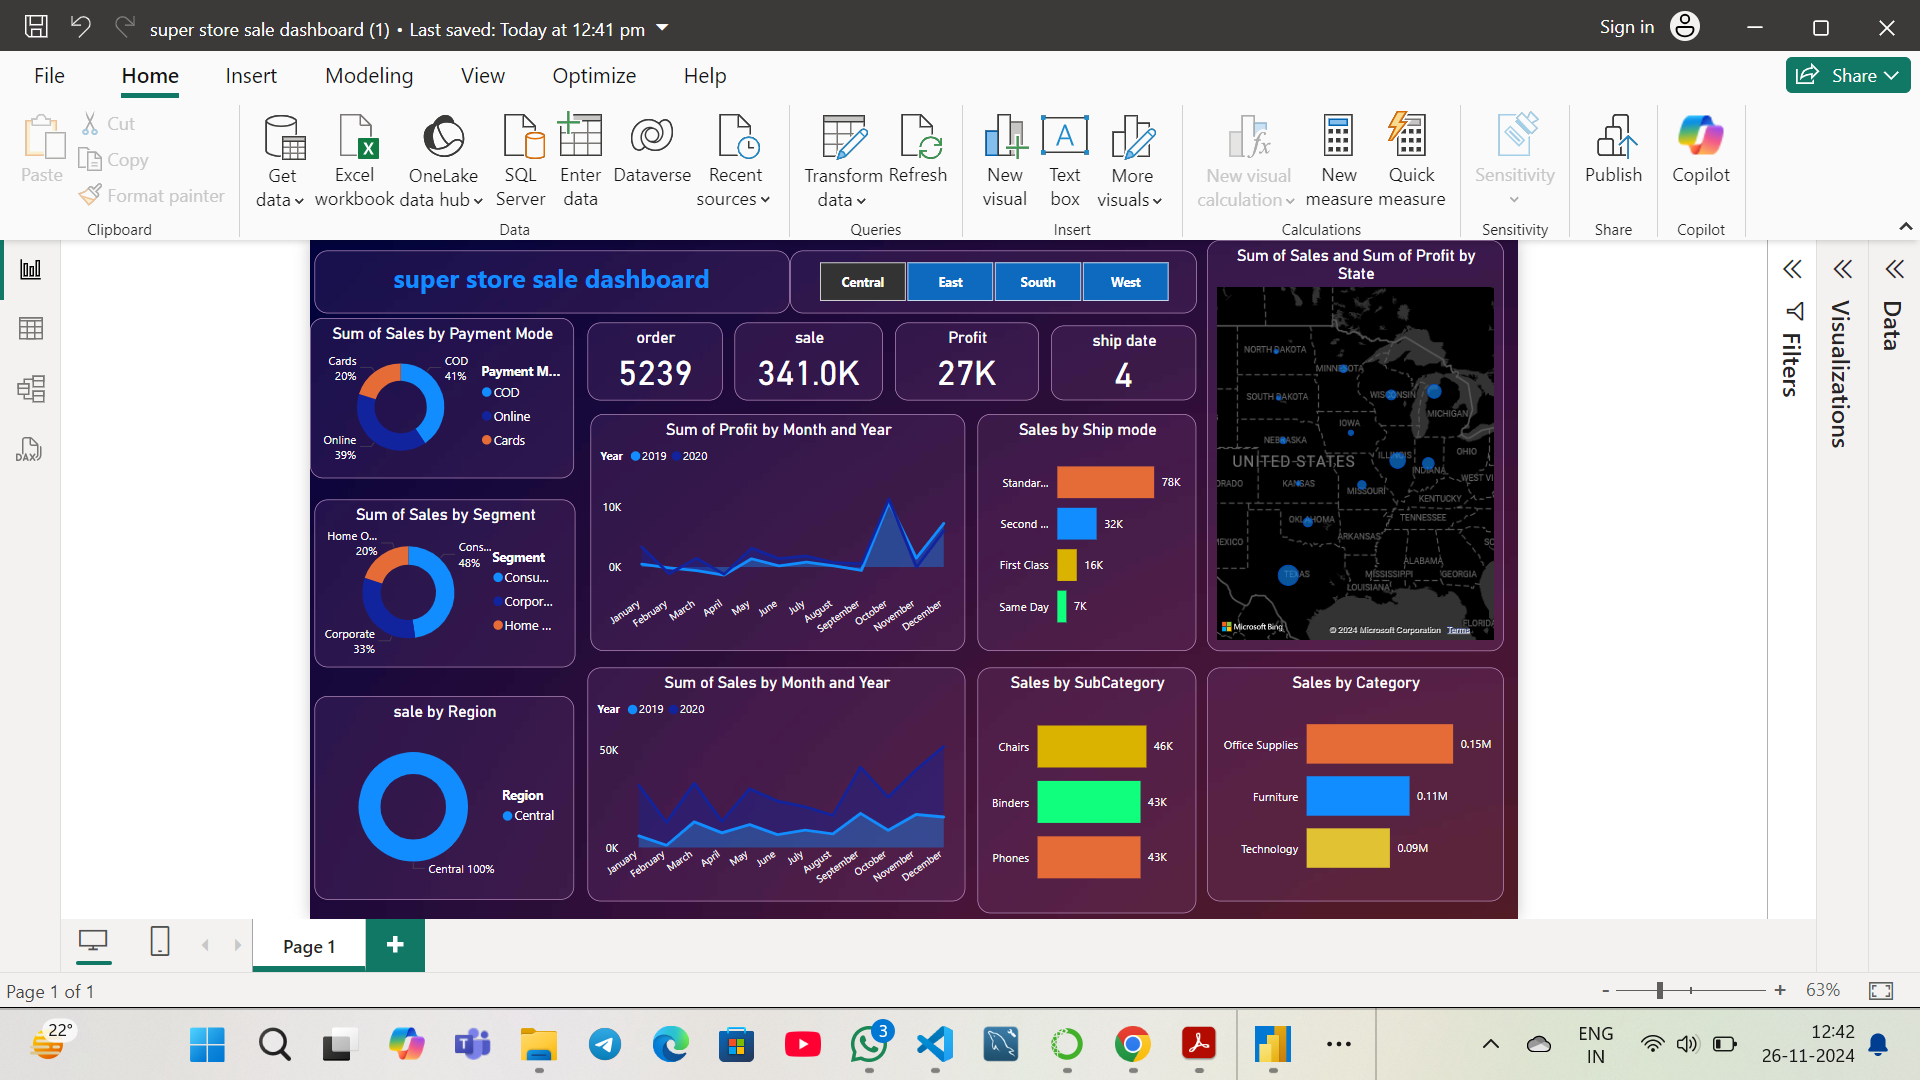 super store sale dashboard (1) • Last saved: Today at 12:41 pm
Sign in
File Home Insert Modeling View Optimize Help
Share
Paste
Cut
Copy
Format painter
Clipboard
Get data
Excel workbook
OneLake data hub
SQL Server
Enter data
Dataverse
Recent sources
Data
Transform data
Refresh
Queries
New visual
Text box
More visuals
Insert
New visual calculation
New measure
Quick measure
Calculations
Sensitivity
Sensitivity
Publish
Share
Copilot
Copilot
super store sale dashboard
Central East South West
Sum of Sales and Sum of Profit by State
NORTH DAKOTA
MINNESOTA
SOUTH DAKOTA
WISCONSIN
MICHIGAN
IOWA
NEBRASKA
UNITED STATES
ILLINOIS
INDIANA
OHIO
KANSAS
MISSOURI
WEST VI
KENTUCKY
OKLAHOMA
TENNESSEE
ARKANSAS
ALABAMA
TEXAS
MISSISSIPPI
GEORGIA
LOUISIANA
FLORIDA
Microsoft Bing
© 2024 Microsoft Corporation Terms
Sum of Sales by Payment Mode
Cards 20%
COD 41%
Online 39%
Payment M...
COD
Online
Cards
order
5239
sale
341.0K
Profit
27K
ship date
4
Sum of Profit by Month and Year
Year 2019 2020
10K
0K
January February March April May June July August September October November December
Sales by Ship mode
Standar... 78K
Second ... 32K
First Class 16K
Same Day 7K
Sum of Sales by Segment
Home O... 20%
Cons... 48%
Corporate 33%
Segment
Consu...
Corpor...
Home ...
sale by Region
Central 100%
Region
Central
Sum of Sales by Month and Year
Year 2019 2020
50K
0K
January February March April May June July August September October November December
Sales by SubCategory
Chairs 46K
Binders 43K
Phones 43K
Sales by Category
Office Supplies 0.15M
Furniture 0.11M
Technology 0.09M
Filters
Visualizations
Data
DAX
Page 1
Page 1 of 1
63%
22°
3
ENG
IN
12:42
26-11-2024